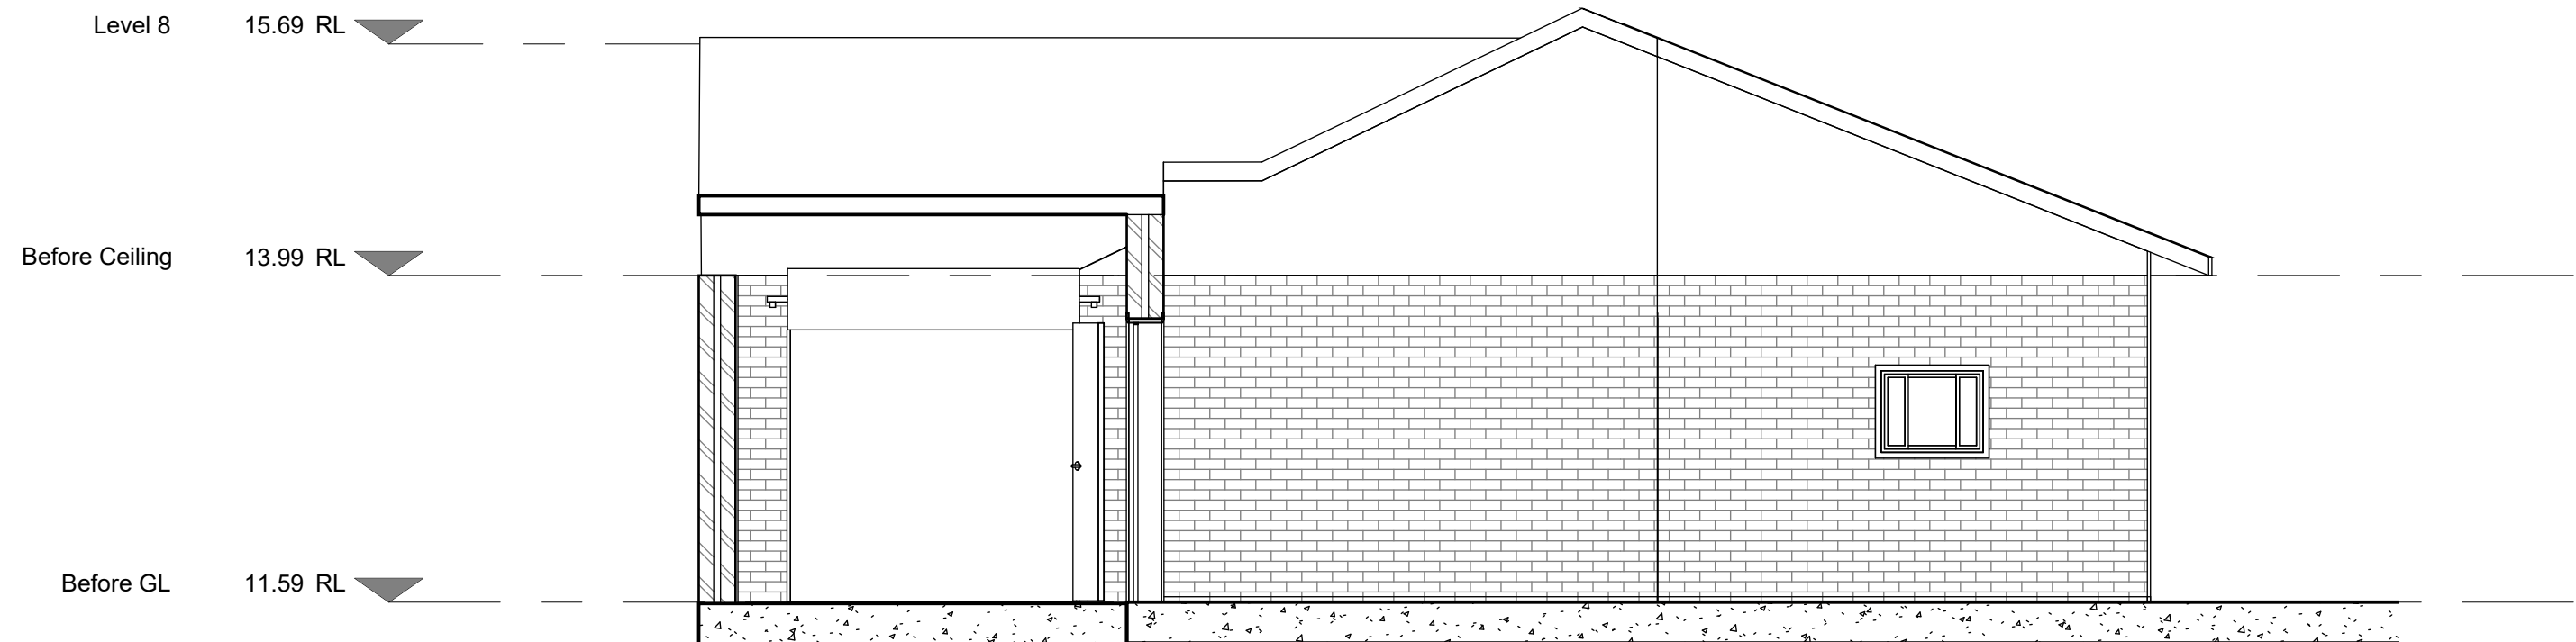 Level 8 15.69 RL
Before Ceiling 13.99 RL
Before GL 11.59 RL